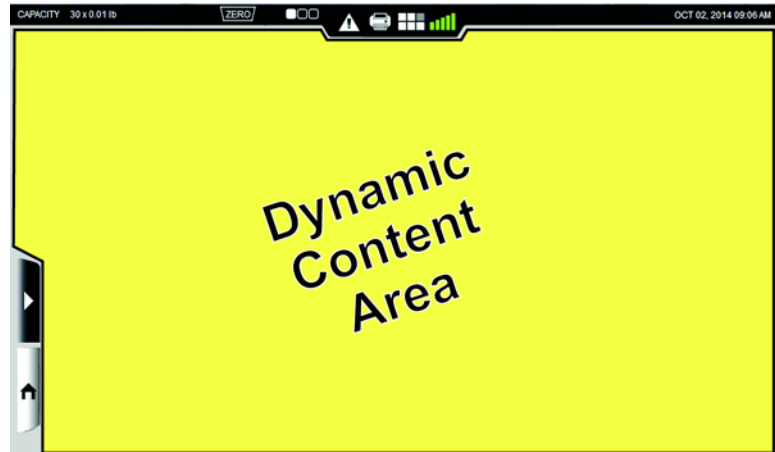 CAPACITY 30 x 0.01 lb ZERO OCT 02, 2014 09:06 AM
Dynamic
Content
Area